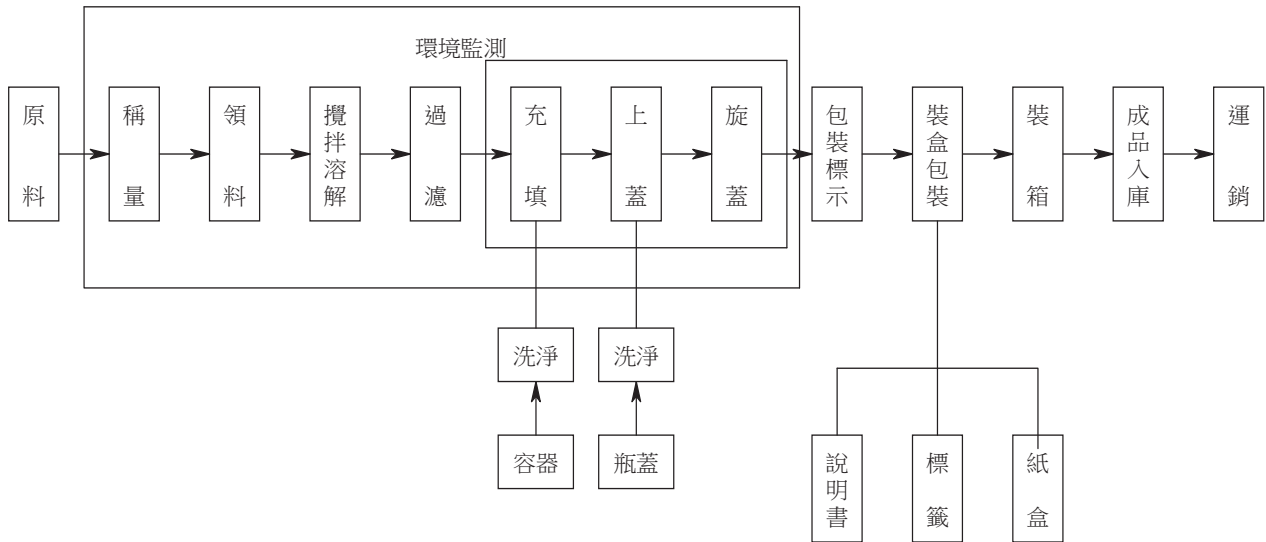 環境監測
原料
稱量
領料
攪拌溶解
過濾
充填
上蓋
旋蓋
包裝標示
裝盒包裝
裝箱
成品入庫
運銷
洗淨
洗淨
容器
瓶蓋
說明書
標籤
紙盒